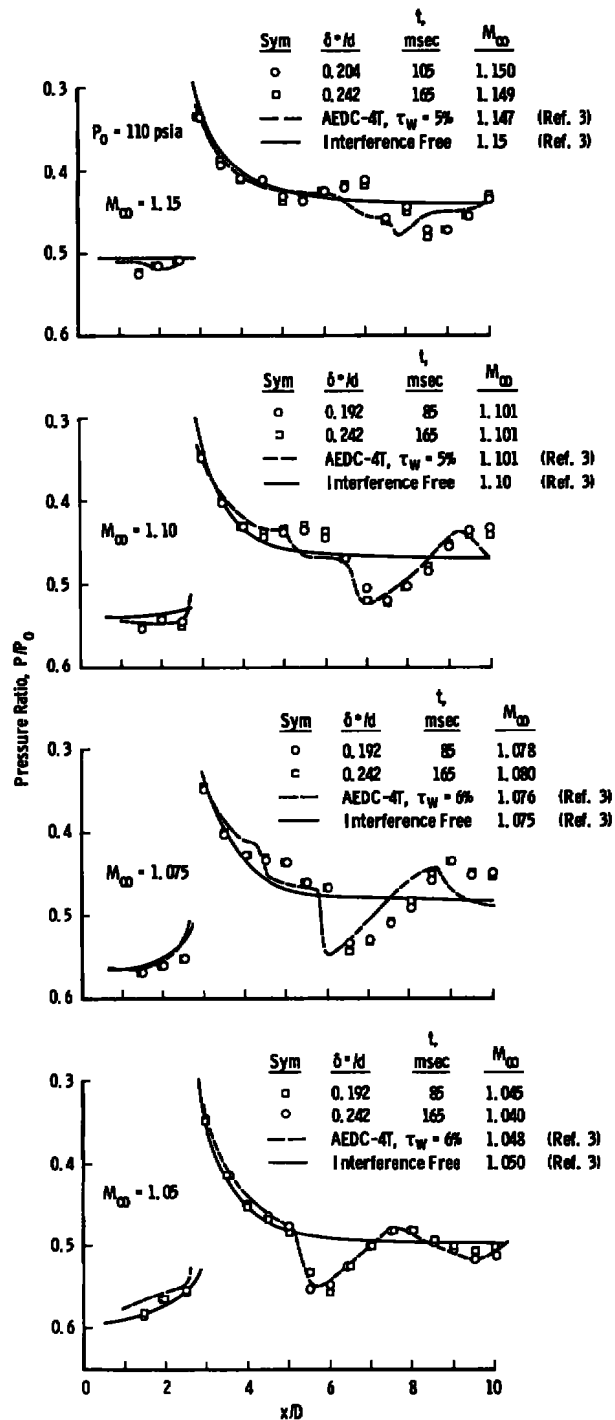 t,
Sym δ*/d msec M∞
○ 0.204 105 1.150
□ 0.242 165 1.149
AEDC-4T, τW = 5% 1.147 (Ref. 3)
Interference Free 1.15 (Ref. 3)
P0 = 110 psia
M∞ = 1.15
0.3
0.4
0.5
0.6
t,
Sym δ*/d msec M∞
○ 0.192 85 1.101
□ 0.242 165 1.101
AEDC-4T, τW = 5% 1.101 (Ref. 3)
Interference Free 1.10 (Ref. 3)
M∞ = 1.10
0.3
0.4
0.5
0.6
Pressure Ratio, P/P0
t,
Sym δ*/d msec M∞
○ 0.192 85 1.078
□ 0.242 165 1.080
AEDC-4T, τW = 6% 1.076 (Ref. 3)
Interference Free 1.075 (Ref. 3)
M∞ = 1.075
0.3
0.4
0.5
0.6
t,
Sym δ*/d msec M∞
□ 0.192 85 1.045
○ 0.242 165 1.040
AEDC-4T, τW = 6% 1.048 (Ref. 3)
Interference Free 1.050 (Ref. 3)
M∞ = 1.05
0.3
0.4
0.5
0.6
0 2 4 6 8 10
x/D